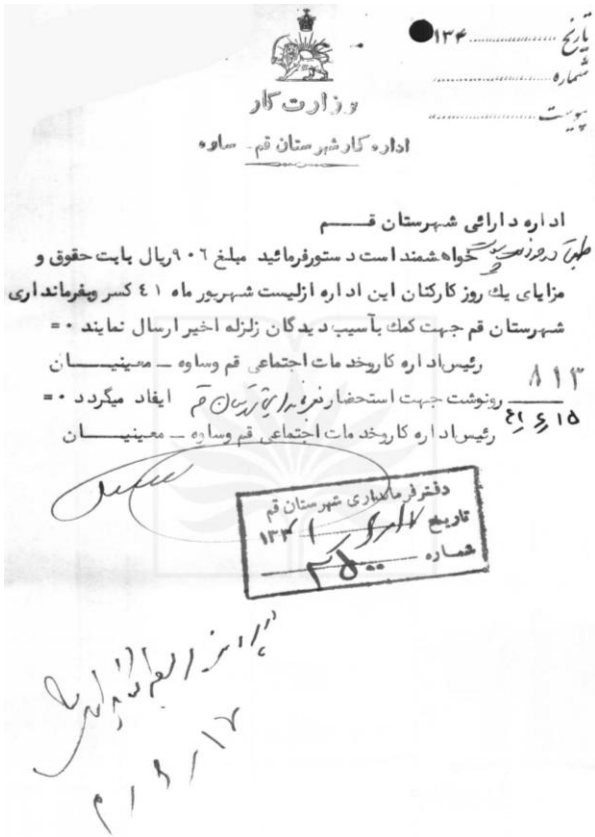 تاریخ .................. ۱۳۴
شماره ..................
پیوست ..................
وزارت کار
اداره کار شهرستان قم - ساوه
اداره دارائی شهرستان قم
خواهشمند است دستور فرمائید مبلغ ۹۰۶ ریال بابت حقوق و
مزایای یک روز کارکنان این اداره از لیست شهریور ماه ۴۱ کسر و بفرمانداری
شهرستان قم جهت کمک بآسیب دیدگان زلزله اخیر ارسال نمایند ۰=
رئیس اداره کار و خدمات اجتماعی قم و ساوه - معینیان
۸۱۳
رونوشت جهت استحضار ایفاد میگردد ۰=
۴۱٫۶٫۱۵
رئیس اداره کار و خدمات اجتماعی قم و ساوه - معینیان
دفتر فرمانداری شهرستان قم
تاریخ ۱۷ / ۶ / ۱۳۴۱
شماره